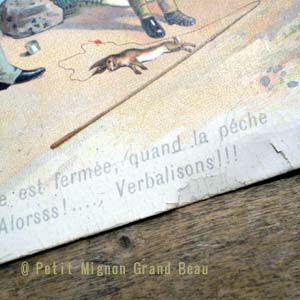 e est fermée, quand la pêche
Alorsss!...., Verbalisons!!!
© Petit Mignon Grand Beau